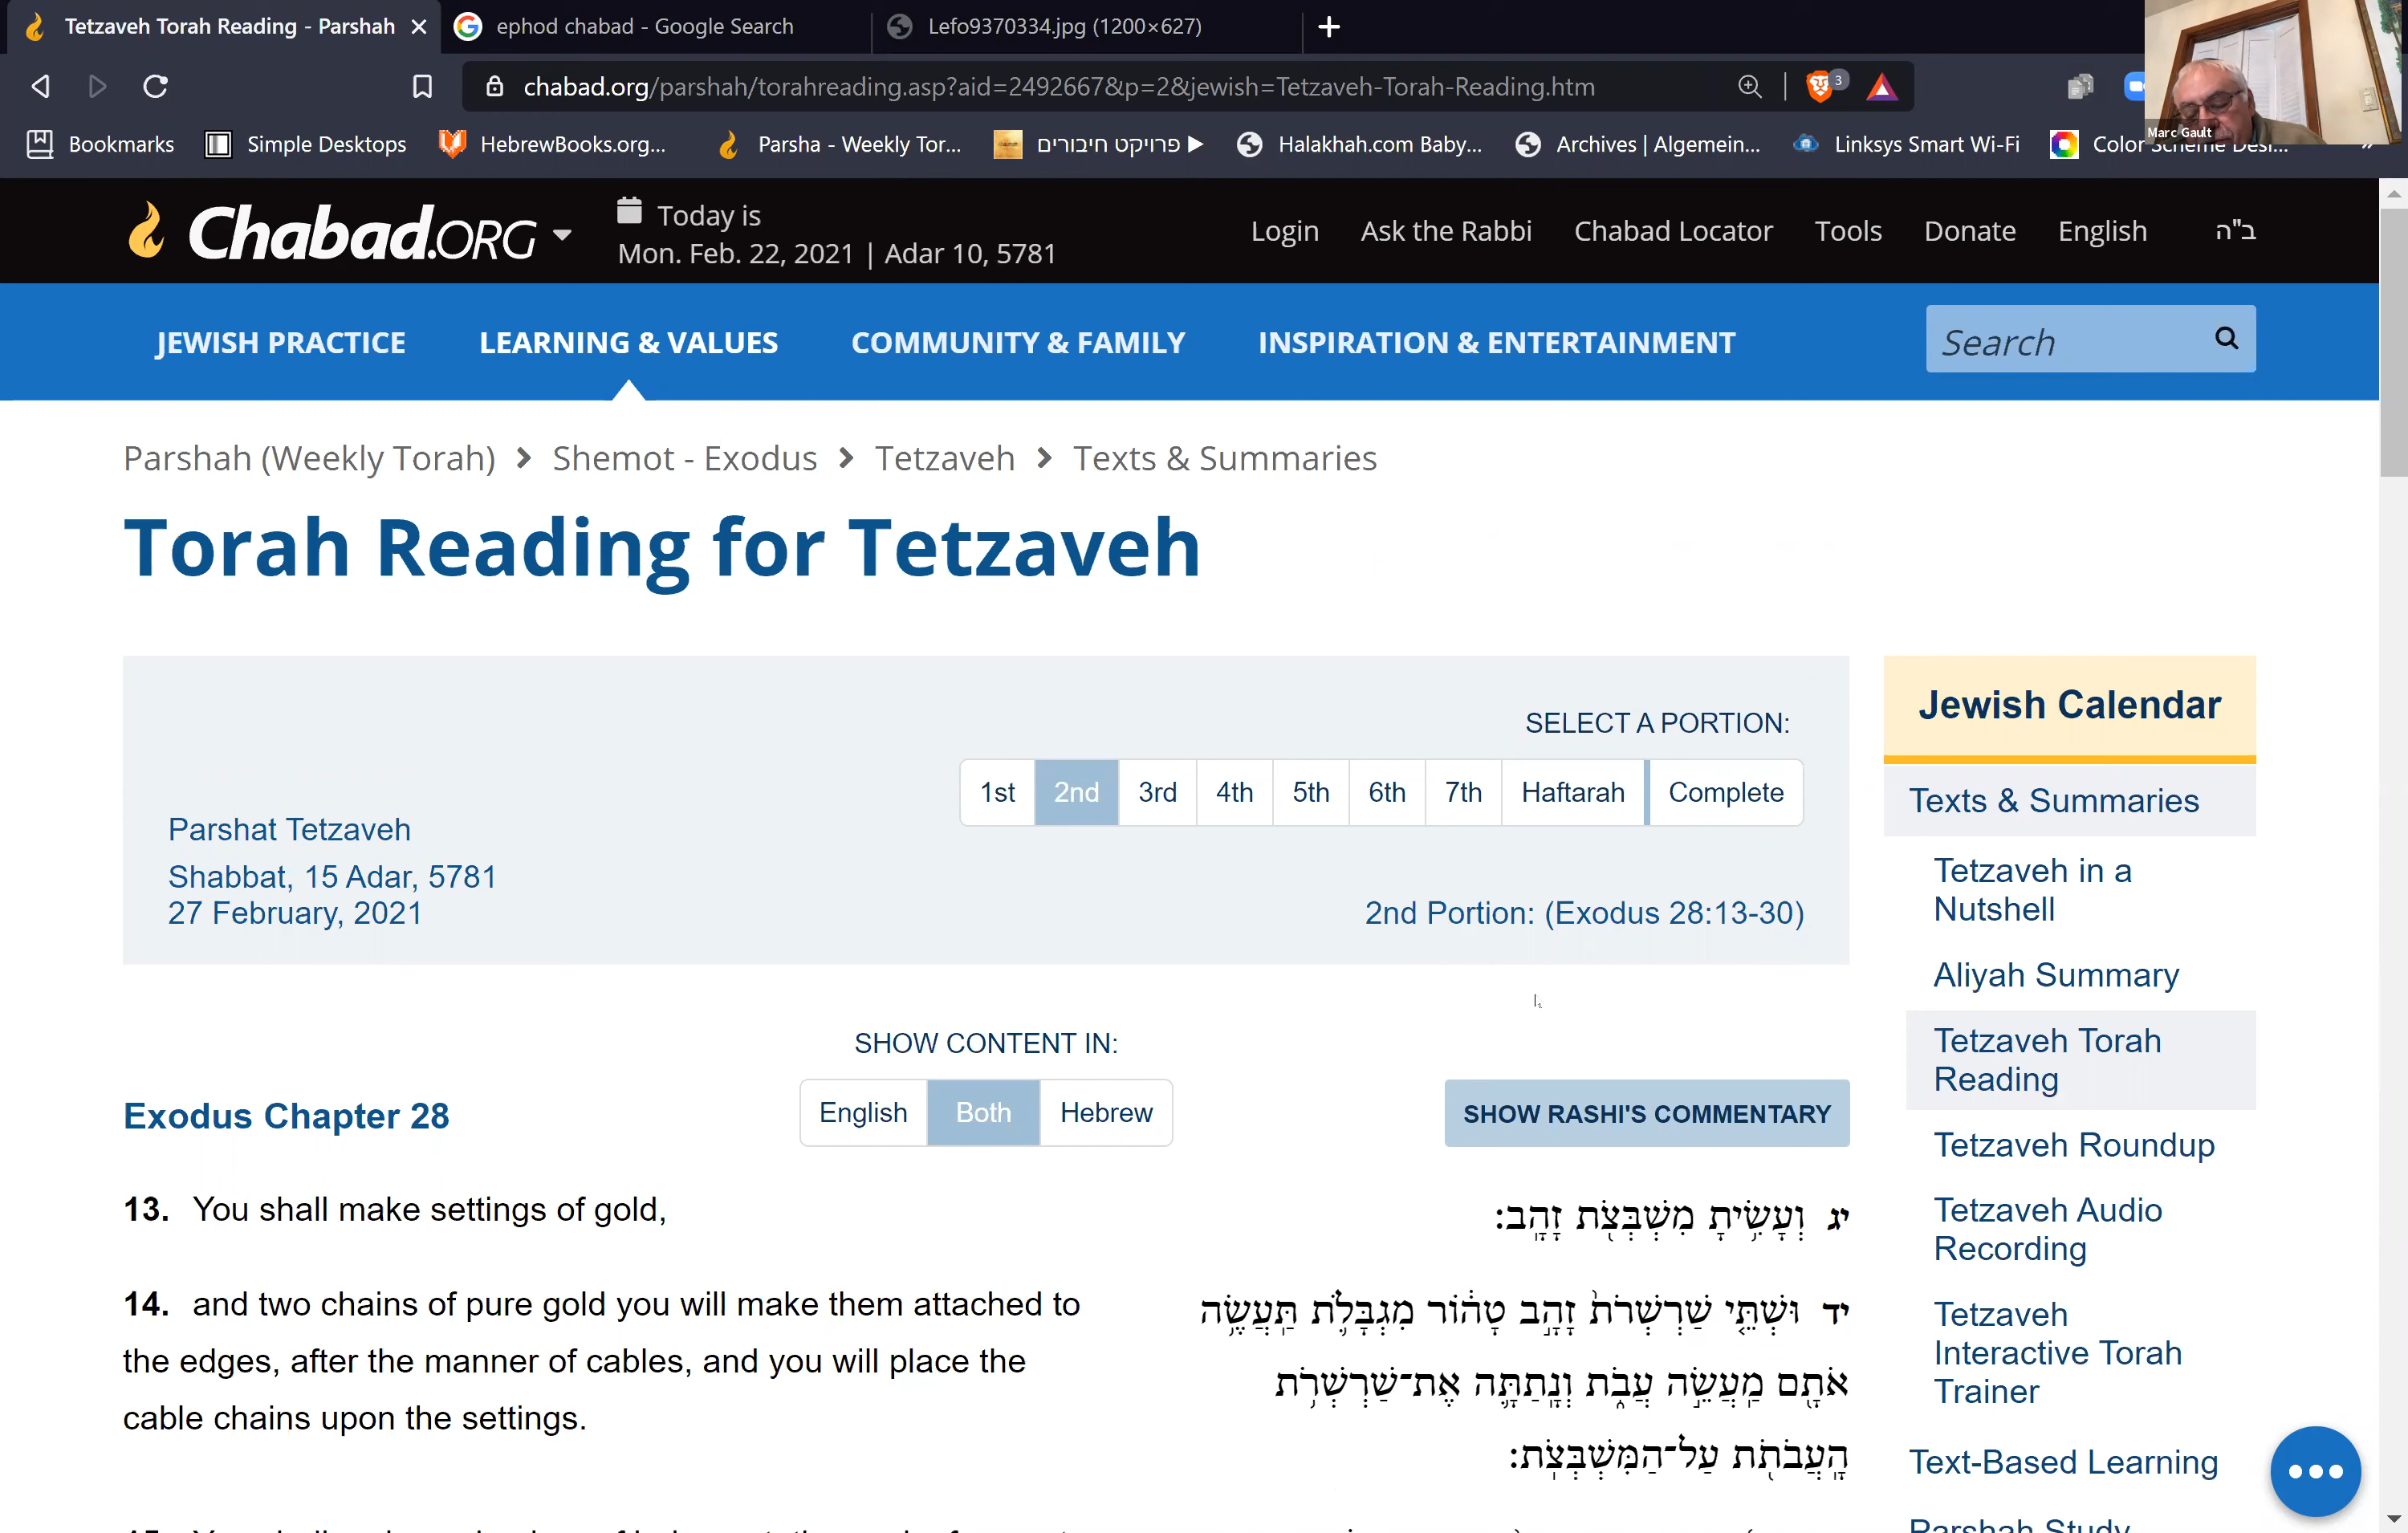 Tetzaveh Torah Reading - Parshah
ephod chabad - Google Search
Lefo9370334.jpg (1200×627)
chabad.org/parshah/torahreading.asp?aid=2492667&p=2&jewish=Tetzaveh-Torah-Reading.htm
3
Marc Gault
Bookmarks
Simple Desktops
HebrewBooks.org...
Parsha - Weekly Tor...
פרויקט חיבורים
Halakhah.com Baby...
Archives | Algemein...
Linksys Smart Wi-Fi
Color Scheme Desi...
Chabad.ORG
Today is
Mon. Feb. 22, 2021 | Adar 10, 5781
Login
Ask the Rabbi
Chabad Locator
Tools
Donate
English
ב"ה
JEWISH PRACTICE
LEARNING & VALUES
COMMUNITY & FAMILY
INSPIRATION & ENTERTAINMENT
Search
Parshah (Weekly Torah) > Shemot - Exodus > Tetzaveh > Texts & Summaries
Torah Reading for Tetzaveh
SELECT A PORTION:
1st 2nd 3rd 4th 5th 6th 7th Haftarah Complete
Parshat Tetzaveh
Shabbat, 15 Adar, 5781
27 February, 2021
2nd Portion: (Exodus 28:13-30)
SHOW CONTENT IN:
English Both Hebrew
SHOW RASHI'S COMMENTARY
Exodus Chapter 28
13. You shall make settings of gold,
יג וְעָשִׂ֥יתָ מִשְׁבְּצֹ֖ת זָהָֽב:
14. and two chains of pure gold you will make them attached to
the edges, after the manner of cables, and you will place the
cable chains upon the settings.
יד וּשְׁתֵּ֤י שַׁרְשְׁרֹת֙ זָהָ֣ב טָה֔וֹר מִגְבָּלֹ֛ת תַּֽעֲשֶׂ֥ה
אֹתָ֖ם מַֽעֲשֵׂ֣ה עֲבֹ֑ת וְנָֽתַתָּ֛ה אֶת־שַׁרְשְׁרֹ֥ת
הָֽעֲבֹתֹ֖ת עַל־הַמִּשְׁבְּצֹֽת:
Jewish Calendar
Texts & Summaries
Tetzaveh in a
Nutshell
Aliyah Summary
Tetzaveh Torah
Reading
Tetzaveh Roundup
Tetzaveh Audio
Recording
Tetzaveh
Interactive Torah
Trainer
Text-Based Learning
Parshah Study